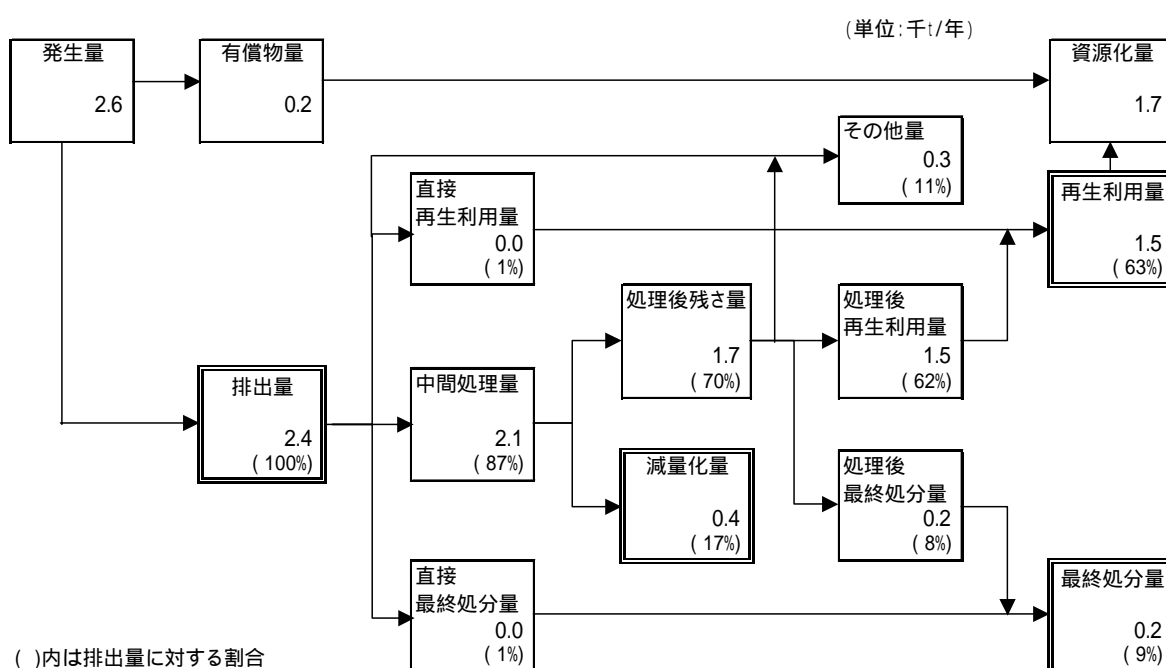 (単位:千t/年)
発生量
2.6
有償物量
0.2
資源化量
1.7
その他量
0.3
( 11%)
直接
再生利用量
0.0
( 1%)
再生利用量
1.5
( 63%)
処理後残さ量
1.7
( 70%)
処理後
再生利用量
1.5
( 62%)
排出量
2.4
( 100%)
中間処理量
2.1
( 87%)
減量化量
0.4
( 17%)
処理後
最終処分量
0.2
( 8%)
直接
最終処分量
0.0
( 1%)
最終処分量
0.2
( 9%)
( )内は排出量に対する割合